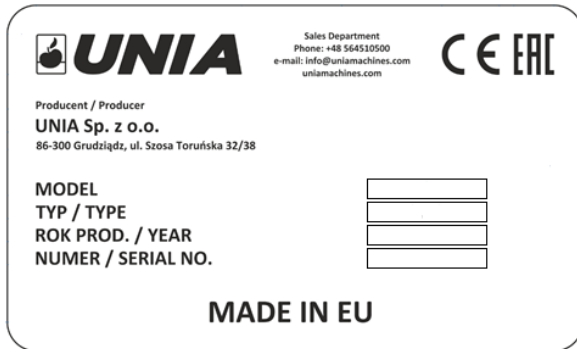 UNIA
Sales Department
Phone: +48 564510500
e-mail: info@uniamachines.com
uniamachines.com
CE EAC
Producent / Producer
UNIA Sp. z o.o.
86-300 Grudziądz, ul. Szosa Toruńska 32/38
MODEL
TYP / TYPE
ROK PROD. / YEAR
NUMER / SERIAL NO.
MADE IN EU